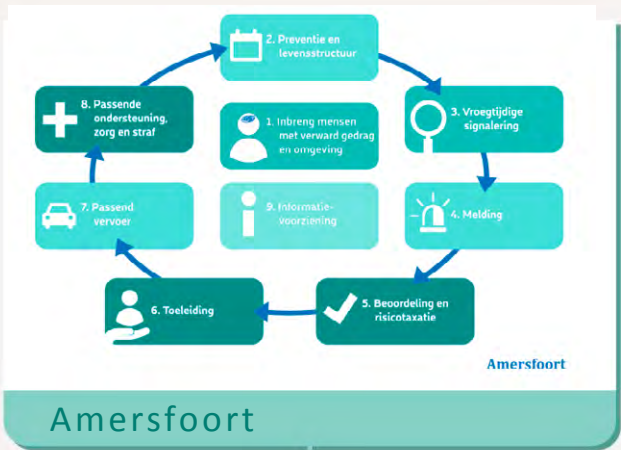 2. Preventie en
levensstructuur
8. Passende
ondersteuning,
zorg en straf
1. Inbreng mensen
met verward gedrag
en omgeving
3. Vroegtijdige
signalering
7. Passend
vervoer
9. Informatie-
voorziening
4. Melding
6. Toeleiding
5. Beoordeling en
risicotaxatie
Amersfoort
Amersfoort